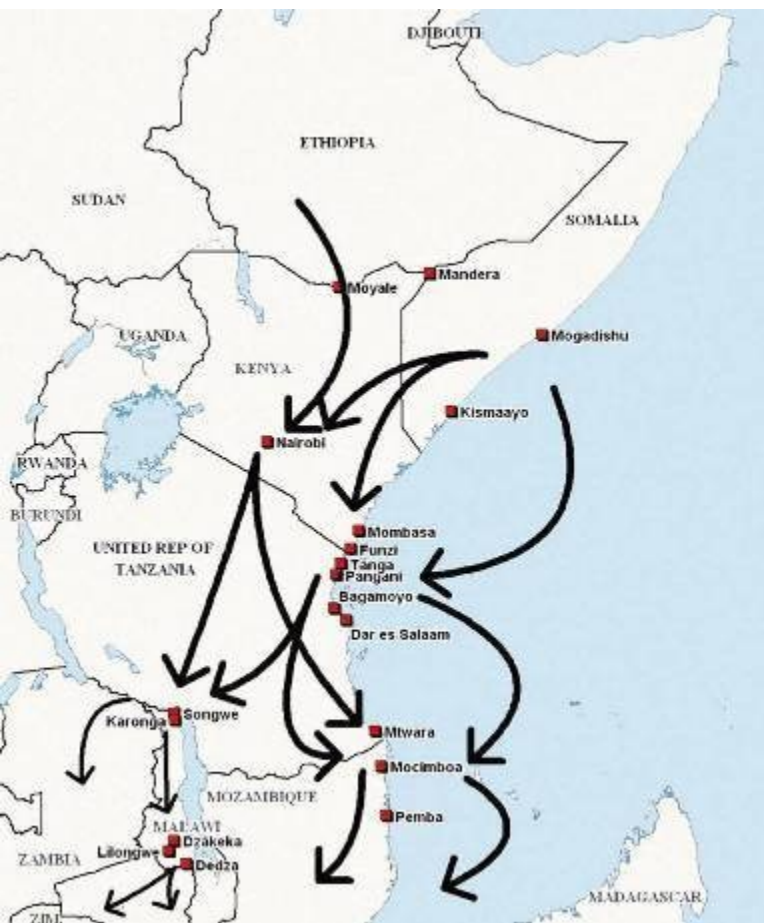 DJIBOUTI
ETHIOPIA
SUDAN
SOMALIA
Mandera
Moyale
UGANDA
Mogadishu
KENYA
Kismaayo
Nairobi
RWANDA
BURUNDI
Mombasa
Funzi
UNITED REP OF
TANZANIA
Tanga
Pangani
Bagamoyo
Dar es Salaam
Songwe
Karonga
Mtwara
Mocimboa
MOZAMBIQUE
Pemba
MALAWI
Dzakeka
Lilongwe
ZAMBIA
Dedza
MADAGASCAR
ZIM